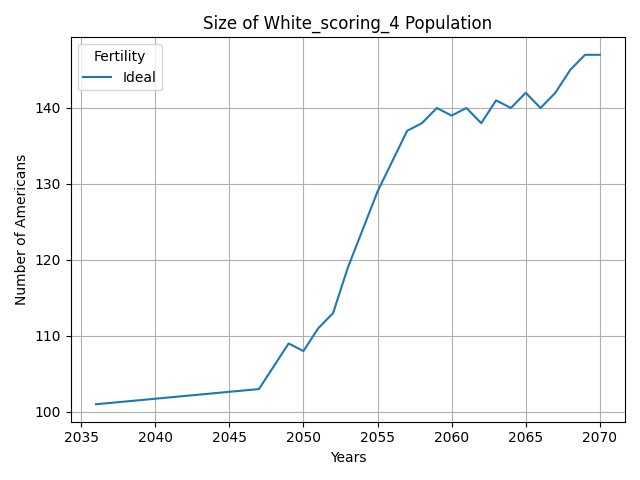 Size of White_scoring_4 Population
Fertility
Ideal
Number of Americans
140
130
120
110
100
2035 2040 2045 2050 2055 2060 2065 2070
Years